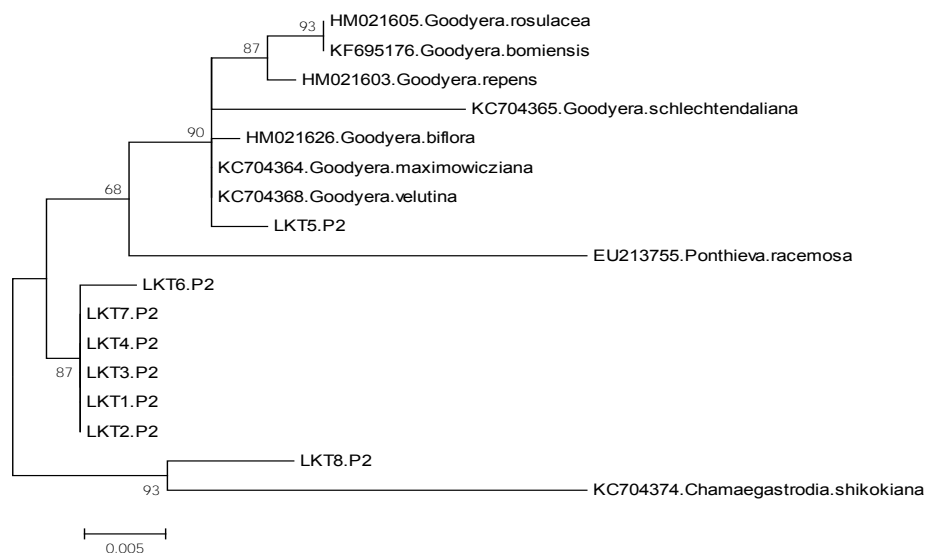 93
HM021605.Goodyera.rosulacea
87
KF695176.Goodyera.bomiensis
HM021603.Goodyera.repens
KC704365.Goodyera.schlechtendaliana
90
HM021626.Goodyera.biflora
KC704364.Goodyera.maximowicziana
68
KC704368.Goodyera.velutina
LKT5.P2
EU213755.Ponthieva.racemosa
LKT6.P2
LKT7.P2
LKT4.P2
87
LKT3.P2
LKT1.P2
LKT2.P2
LKT8.P2
93
KC704374.Chamaegastrodia.shikokiana
0.005